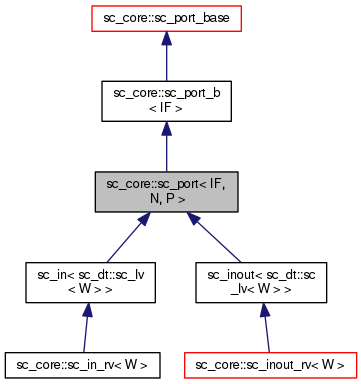 sc_core::sc_port_base
sc_core::sc_port_b
< IF >
sc_core::sc_port< IF,
N, P >
sc_in< sc_dt::sc_lv
< W > >
sc_inout< sc_dt::sc
_lv< W > >
sc_core::sc_in_rv< W >
sc_core::sc_inout_rv< W >